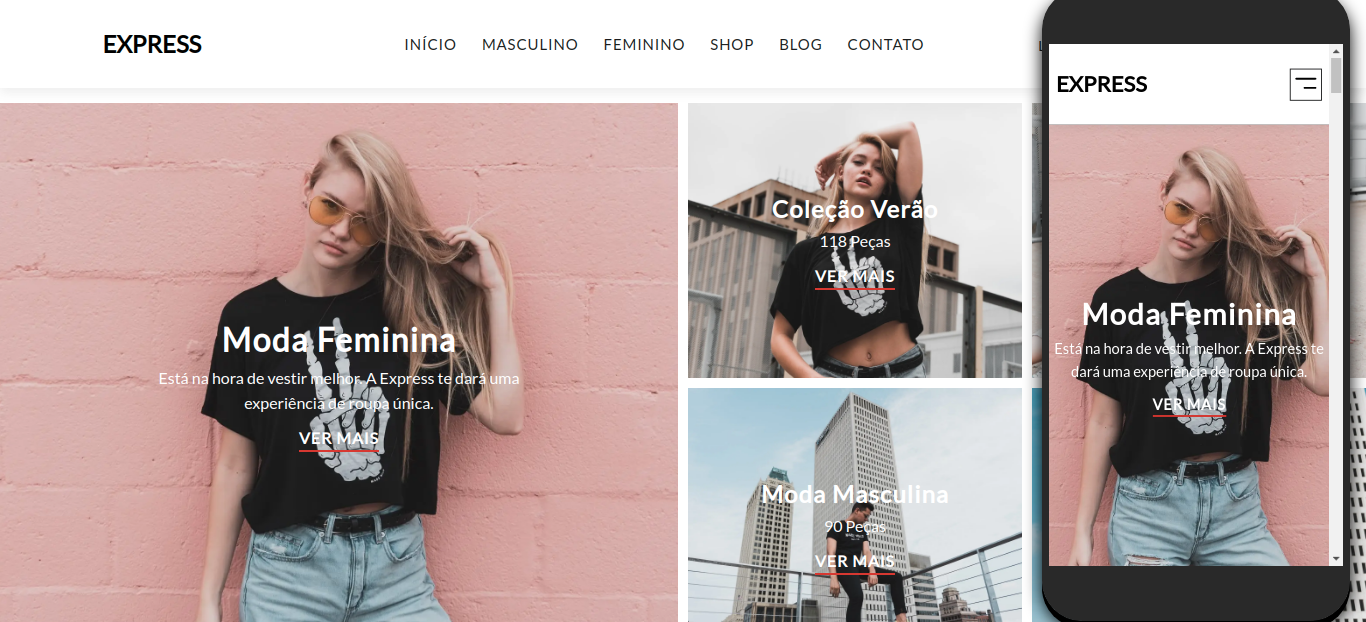 EXPRESS
INÍCIO MASCULINO FEMININO SHOP BLOG CONTATO
Moda Feminina
Está na hora de vestir melhor. A Express te dará uma
experiência de roupa única.
VER MAIS
Coleção Verão
118 Peças
VER MAIS
Moda Masculina
90 Peças
VER MAIS
EXPRESS
Moda Feminina
Está na hora de vestir melhor. A Express te
dará uma experiência de roupa única.
VER MAIS